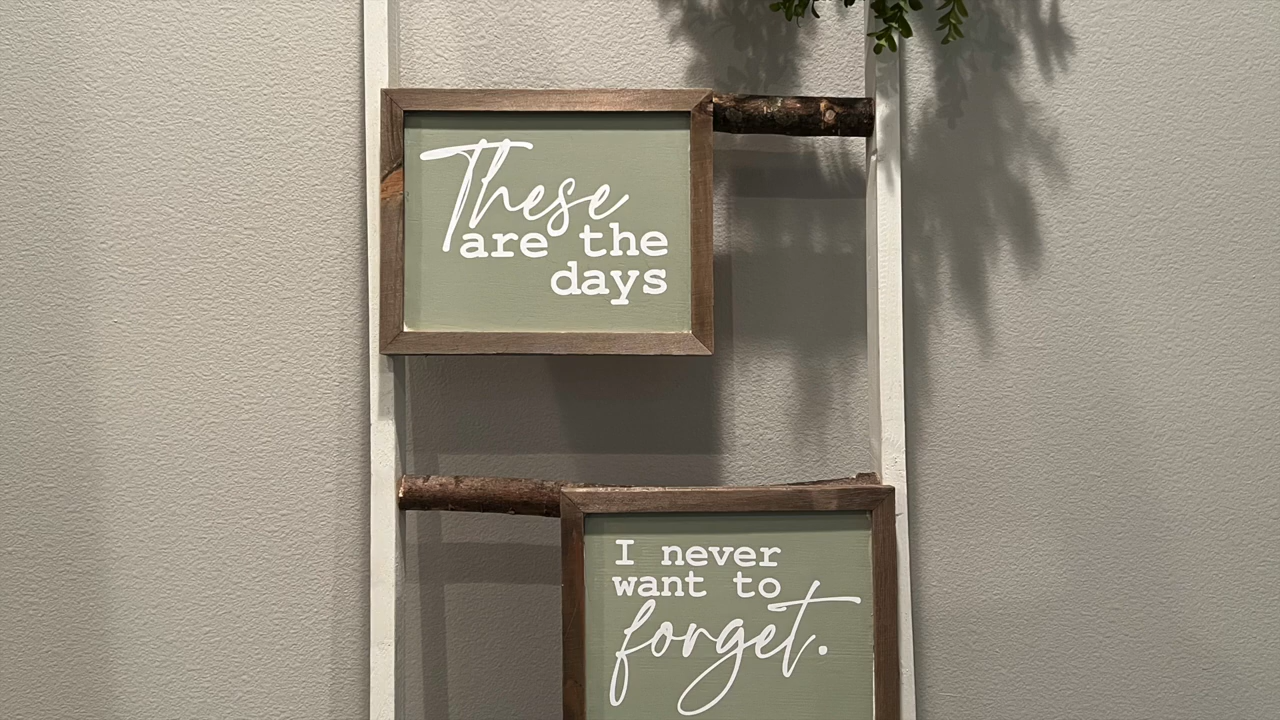 These
are the
days
I never
want to
forget.